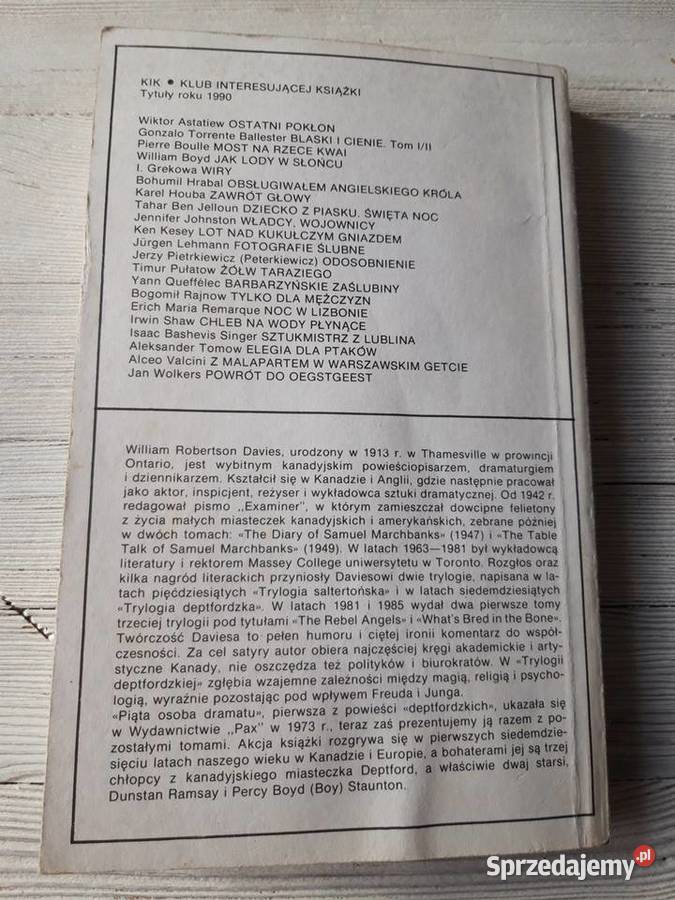 KIK • KLUB INTERESUJĄCEJ KSIĄŻKI
Tytuły roku 1990
Wiktor Astatiew OSTATNI POKŁON
Gonzalo Torrente Ballester BLASKI I CIENIE. Tom I/II
Pierre Boulle MOST NA RZECE KWAI
William Boyd JAK LODY W SŁOŃCU
I. Grekowa WIRY
Bohumil Hrabal OBSŁUGIWAŁEM ANGIELSKIEGO KRÓLA
Karel Houba ZAWRÓT GŁOWY
Tahar Ben Jelloun DZIECKO Z PIASKU. ŚWIĘTA NOC
Jennifer Johnston WŁADCY, WOJOWNICY
Ken Kesey LOT NAD KUKUŁCZYM GNIAZDEM
Jürgen Lehmann FOTOGRAFIE ŚLUBNE
Jerzy Pietrkiewicz (Peterkiewicz) ODOSOBNIENIE
Timur Pułatow ŻÓŁW TARAZIEGO
Yann Queffélec BARBARZYŃSKIE ZAŚLUBINY
Bogomił Rajnow TYLKO DLA MĘŻCZYZN
Erich Maria Remarque NOC W LIZBONIE
Irwin Shaw CHLEB NA WODY PŁYNĄCE
Isaac Bashevis Singer SZTUKMISTRZ Z LUBLINA
Aleksander Tomow ELEGIA DLA PTAKÓW
Alceo Valcini Z MALAPARTEM W WARSZAWSKIM GETCIE
Jan Wolkers POWRÓT DO OEGSTGEEST
William Robertson Davies, urodzony w 1913 r. w Thamesville w prowincji
Ontario, jest wybitnym kanadyjskim powieściopisarzem, dramaturgiem
i dziennikarzem. Kształcił się w Kanadzie i Anglii, gdzie następnie pracował
jako aktor, inspicjent, reżyser i wykładowca sztuki dramatycznej. Od 1942 r.
redagował pismo „Examiner", w którym zamieszczał dowcipne felietony
z życia małych miasteczek kanadyjskich i amerykańskich, zebrane później
w dwóch tomach: «The Diary of Samuel Marchbanks» (1947) i «The Table
Talk of Samuel Marchbanks» (1949). W latach 1963—1981 był wykładowcą
literatury i rektorem Massey College uniwersytetu w Toronto. Rozgłos oraz
kilka nagród literackich przyniosły Daviesowi dwie trylogie, napisana w la-
tach pięćdziesiątych «Trylogia saltertońska» i w latach siedemdziesiątych
«Trylogia deptfordzka». W latach 1981 i 1985 wydał dwa pierwsze tomy
trzeciej trylogii pod tytułami «The Rebel Angels» i «What's Bred in the Bone».
Twórczość Daviesa to pełen humoru i ciętej ironii komentarz do współ-
czesności. Za cel satyry autor obiera najczęściej kręgi akademickie i arty-
styczne Kanady, nie oszczędza też polityków i biurokratów. W «Trylogii
deptfordzkiej» zgłębia wzajemne zależności między magią, religią i psycho-
logią, wyraźnie pozostając pod wpływem Freuda i Junga.
«Piąta osoba dramatu», pierwsza z powieści «deptfordzkich», ukazała się
w Wydawnictwie „Pax" w 1973 r., teraz zaś prezentujemy ją razem z po-
zostałymi tomami. Akcja książki rozgrywa się w pierwszych siedemdzie-
sięciu latach naszego wieku w Kanadzie i Europie, a bohaterami jej są trzej
chłopcy z kanadyjskiego miasteczka Deptford, a właściwie dwaj starsi,
Dunstan Ramsay i Percy Boyd (Boy) Staunton.
Sprzedajemy.pl